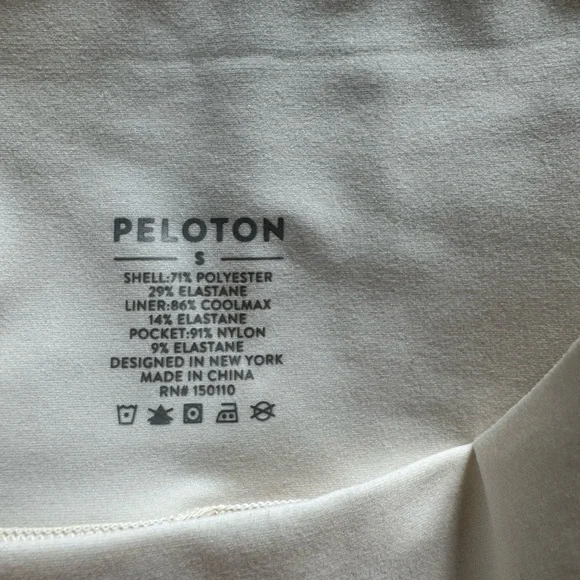 PELOTON
S
SHELL:71% POLYESTER
29% ELASTANE
LINER:86% COOLMAX
14% ELASTANE
POCKET:91% NYLON
9% ELASTANE
DESIGNED IN NEW YORK
MADE IN CHINA
RN# 150110